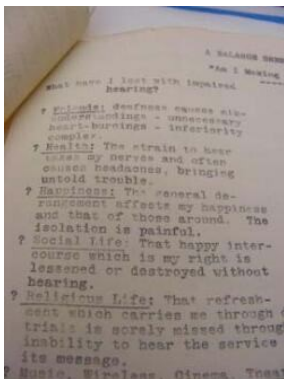 A BALANCE SHEE
"Am I Making
What have I lost with impaired
hearing?
? Friends: deafness causes mis-
understandings - unnecessary
heart-burnings - inferiority
complex.
? Health: The strain to hear
takes my nerves and often
causes headaches, bringing
untold trouble.
? Happiness: The general de-
rangement affects my happiness
and that of those around. The
isolation is painful.
? Social Life: That happy inter-
course which is my right is
lessened or destroyed without
hearing.
? Religious Life: That refresh-
ment which carries me through
trials is sorely missed through
inability to hear the service
its message.
? Music, Wireless, Cinema, Theat